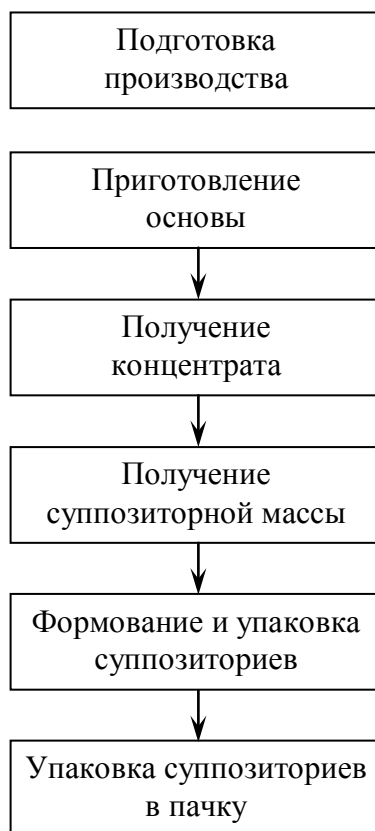 Подготовка
производства
Приготовление
основы
Получение
концентрата
Получение
суппозиторной массы
Формование и упаковка
суппозиториев
Упаковка суппозиториев
в пачку